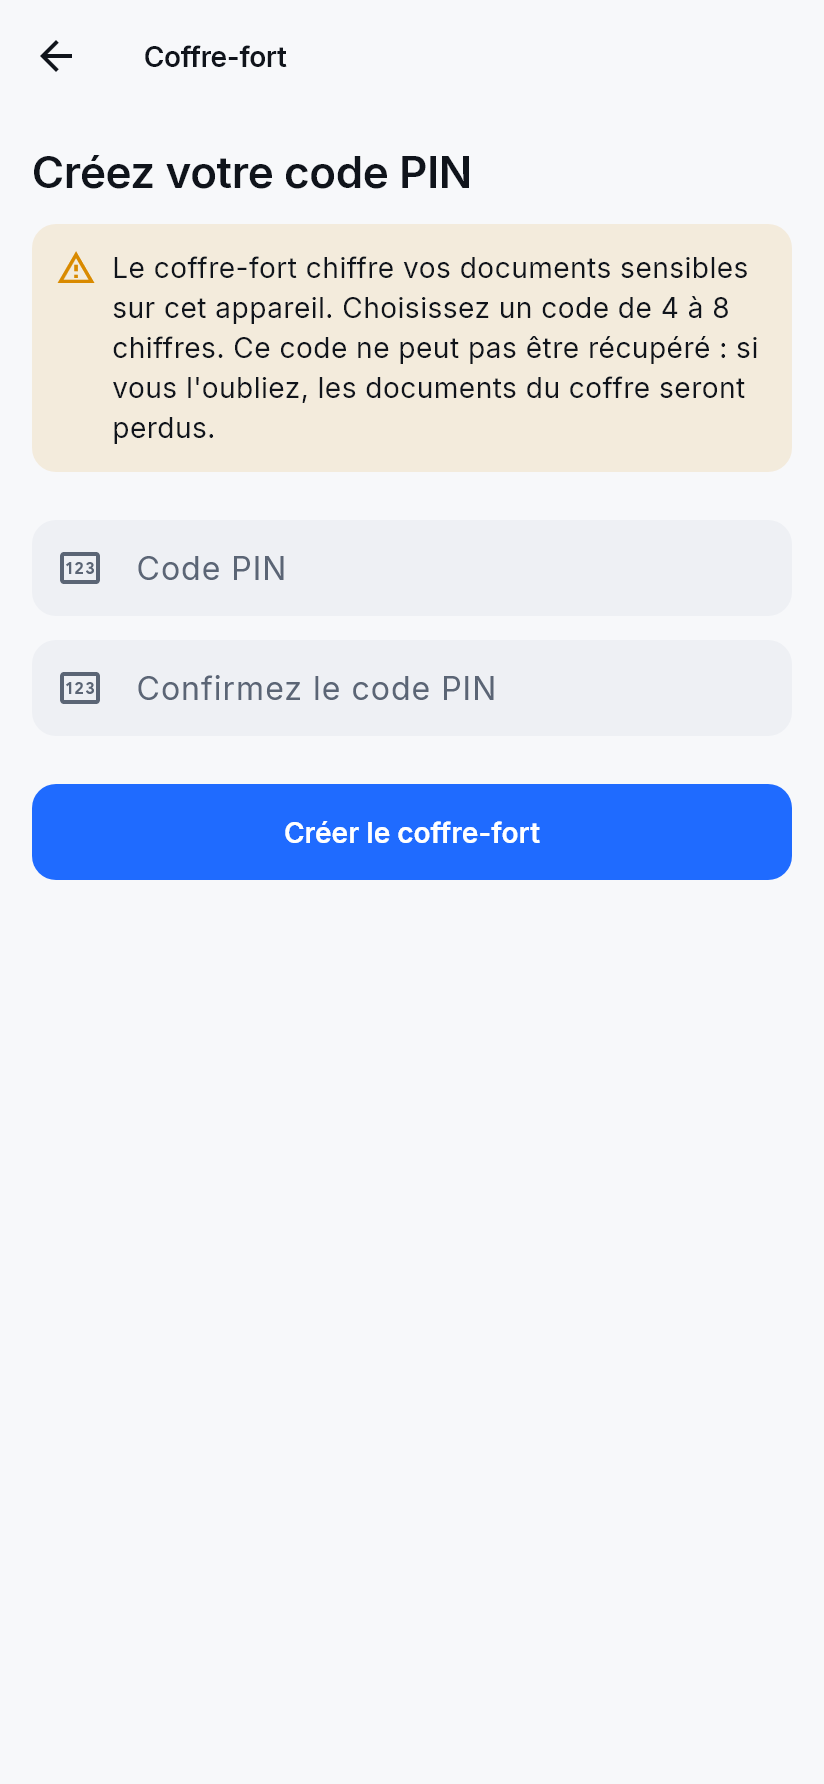 Coffre-fort
Créez votre code PIN
Le coffre-fort chiffre vos documents sensibles
sur cet appareil. Choisissez un code de 4 à 8
chiffres. Ce code ne peut pas être récupéré : si
vous l'oubliez, les documents du coffre seront
perdus.
123 Code PIN
123 Confirmez le code PIN
Créer le coffre-fort